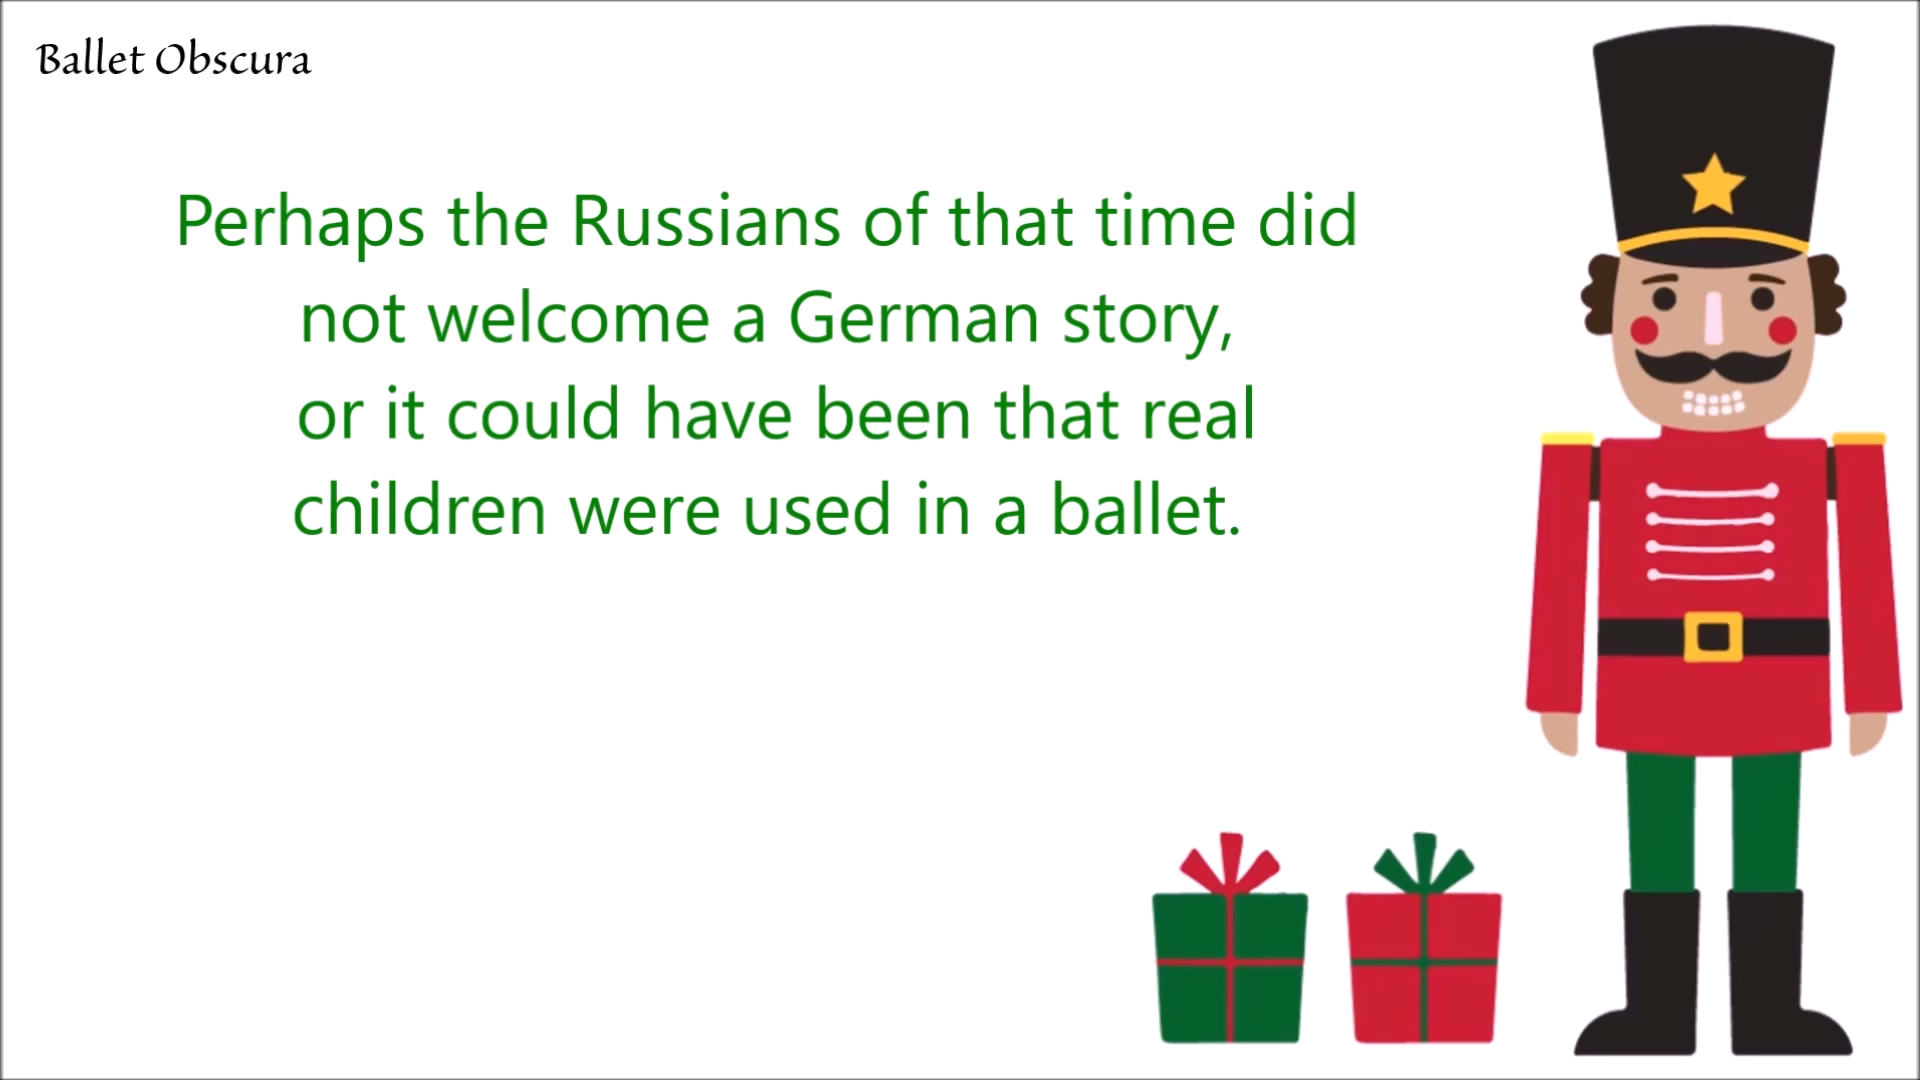 Ballet Obscura
Perhaps the Russians of that time did
not welcome a German story,
or it could have been that real
children were used in a ballet.